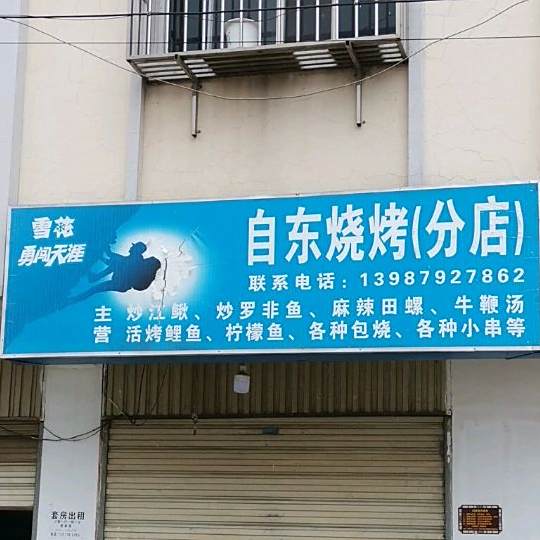 雪花
勇闯天涯
自东烧烤(分店)
联系电话：13987927862
主营
炒江鳅、炒罗非鱼、麻辣田螺、牛鞭汤
活烤鲤鱼、柠檬鱼、各种包烧、各种小串等
套房出租